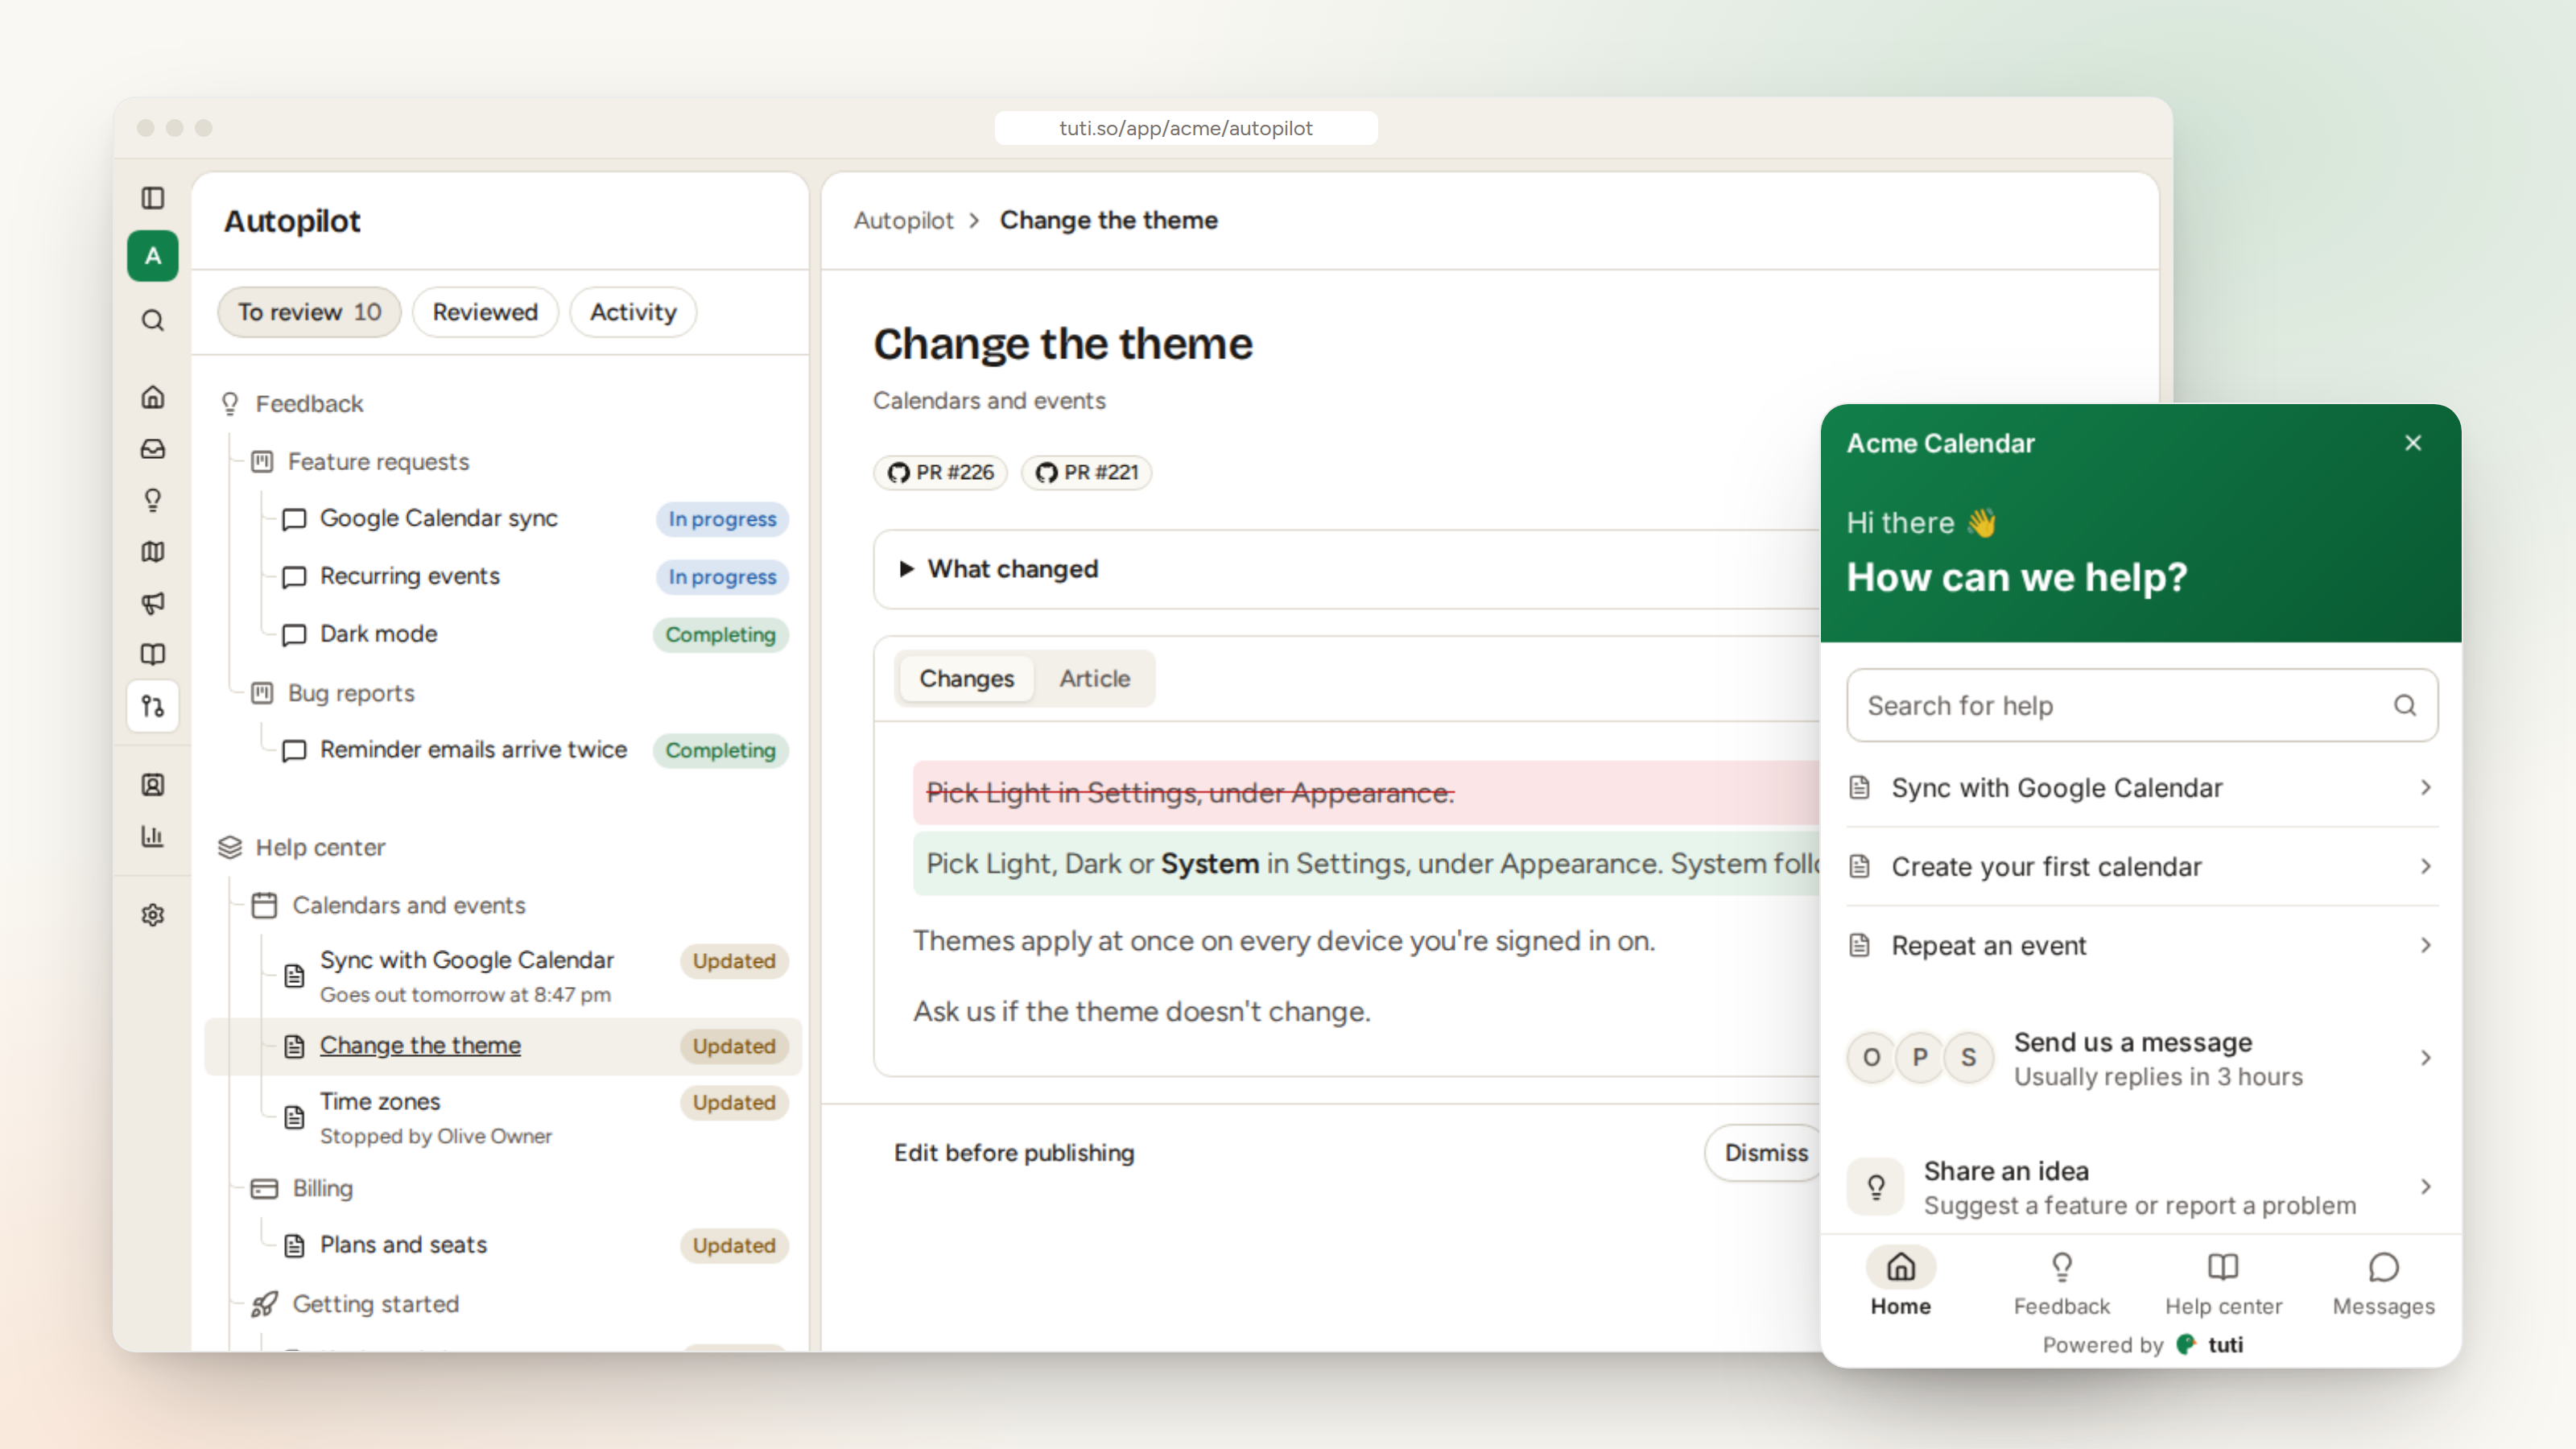 tuti.so/app/acme/autopilot
A
Autopilot
To review 10
Reviewed
Activity
Feedback
Feature requests
Google Calendar sync
In progress
Recurring events
In progress
Dark mode
Completing
Bug reports
Reminder emails arrive twice
Completing
Help center
Calendars and events
Sync with Google Calendar
Updated
Goes out tomorrow at 8:47 pm
Change the theme
Updated
Time zones
Updated
Stopped by Olive Owner
Billing
Plans and seats
Updated
Getting started
Autopilot > Change the theme
Change the theme
Calendars and events
PR #226
PR #221
What changed
Changes
Article
Pick Light in Settings, under Appearance.
Pick Light, Dark or System in Settings, under Appearance. System
Themes apply at once on every device you're signed in on.
Ask us if the theme doesn't change.
Edit before publishing
Dismiss
Acme Calendar
Hi there 👋
How can we help?
Search for help
Sync with Google Calendar
Create your first calendar
Repeat an event
O P S
Send us a message
Usually replies in 3 hours
Share an idea
Suggest a feature or report a problem
Home
Feedback
Help center
Messages
Powered by tuti